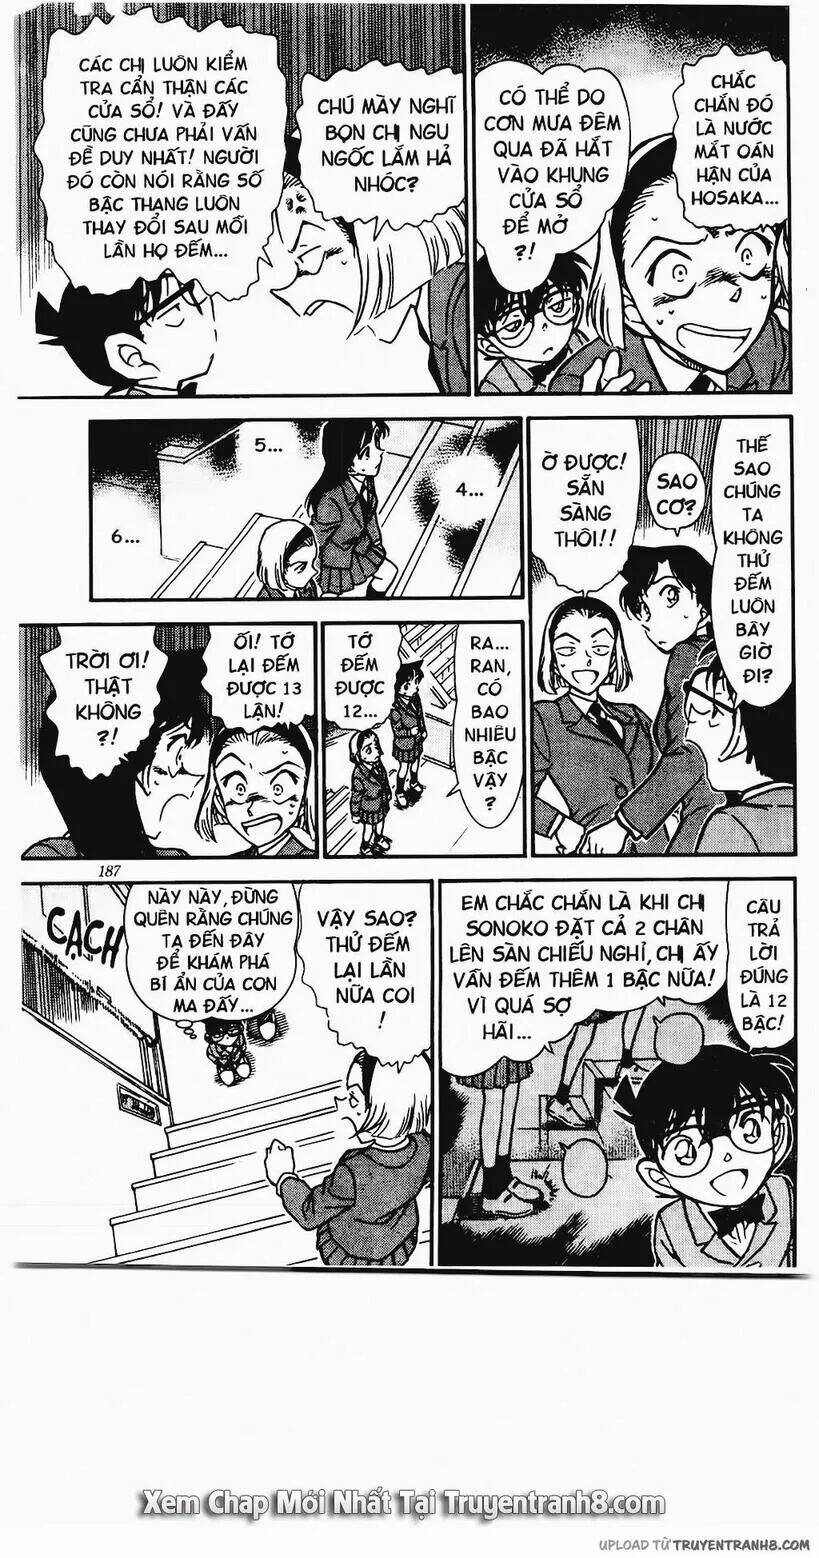 CHẮC
CHẮN ĐÓ
LÀ NƯỚC
MẮT OÁN
HẬN CỦA
HOSAKA...
CÓ THỂ DO
CƠN MƯA ĐÊM
QUA ĐÃ HẮT
VÀO KHUNG
CỬA SỔ
ĐỂ MỞ
?!
CHÚ MÀY NGHĨ
BỌN CHỊ NGU
NGỐC LẮM HẢ
NHÓC?
CÁC CHỊ LUÔN KIỂM
TRA CẨN THẬN CÁC
CỬA SỔ! VÀ ĐẤY
CŨNG CHƯA PHẢI VẤN
ĐỀ DUY NHẤT! NGƯỜI
ĐÓ CÒN NÓI RẰNG SỐ
BẬC THANG LUÔN
THAY ĐỔI SAU MỖI
LẦN HỌ ĐẾM...
THẾ
SAO
CHÚNG
TA
KHÔNG
THỬ
ĐẾM
LUÔN
BÂY
GIỜ
ĐI?
SAO
CƠ?
Ờ ĐƯỢC!
SẴN
SÀNG
THÔI!!
4...
5...
6...
RA...
RAN,
CÓ
BAO
NHIÊU
BẬC
VẬY?
TỚ
ĐẾM
ĐƯỢC
12...
ỐI! TỚ
LẠI ĐẾM
ĐƯỢC 13
LẬN!
TRỜI ƠI!
THẬT
KHÔNG
?!
187
CÂU
TRẢ
LỜI
ĐÚNG
LÀ 12
BẬC!
EM CHẮC CHẮN LÀ KHI CHỊ
SONOKO ĐẶT CẢ 2 CHÂN
LÊN SÀN CHIẾU NGHỈ, CHỊ ẤY
VẪN ĐẾM THÊM 1 BẬC NỮA!
VÌ QUÁ SỢ
HÃI...
VẬY SAO?
THỬ ĐẾM
LẠI LẦN
NỮA COI
!
NÀY NÀY, ĐỪNG
QUÊN RẰNG CHÚNG
TA ĐẾN ĐÂY
ĐỂ KHÁM PHÁ
BÍ ẨN CỦA CON
MA ĐẤY...
CẠCH
Xem Chap Mới Nhất Tại Truyentranh8.com
UPLOAD TỪ TRUYENTRANH8.COM